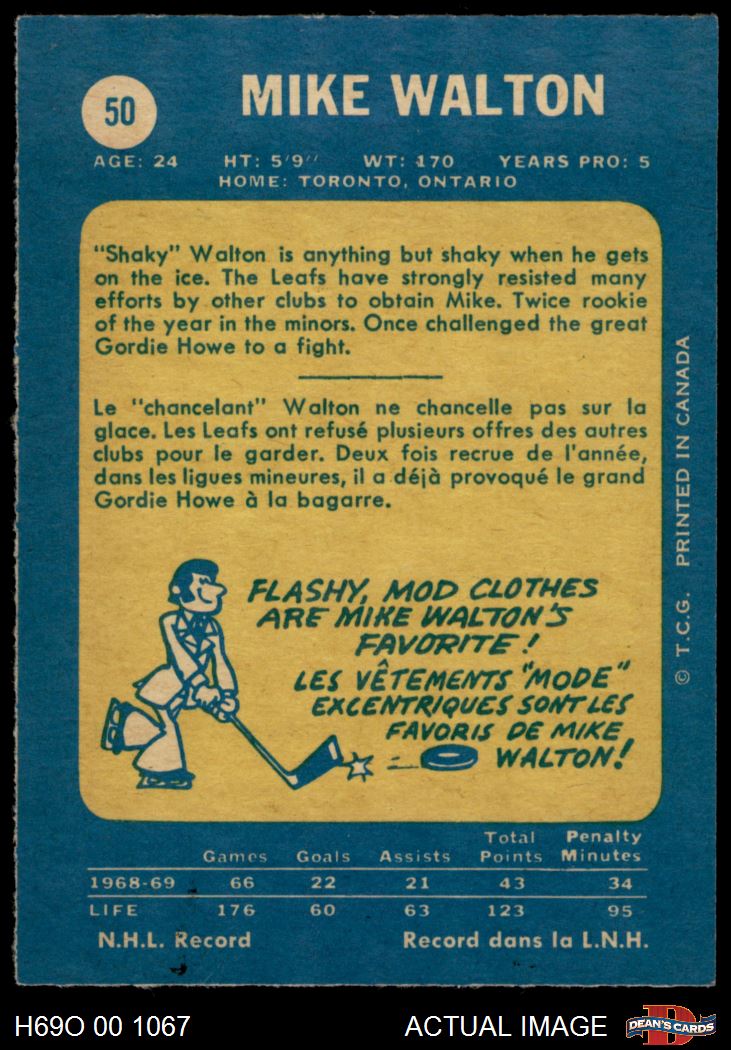 50
MIKE WALTON
AGE: 24 HT: 5'9" WT: 170 YEARS PRO: 5
HOME: TORONTO, ONTARIO
"Shaky" Walton is anything but shaky when he gets
on the ice. The Leafs have strongly resisted many
efforts by other clubs to obtain Mike. Twice rookie
of the year in the minors. Once challenged the great
Gordie Howe to a fight.
Le "chancelant" Walton ne chancelle pas sur la
glace. Les Leafs ont refusé plusieurs offres des autres
clubs pour le garder. Deux fois recrue de l'année,
dans les ligues mineures, il a déjà provoqué le grand
Gordie Howe à la bagarre.
FLASHY, MOD CLOTHES
ARE MIKE WALTON'S
FAVORITE!
LES VÊTEMENTS "MODE"
EXCENTRIQUES SONT LES
FAVORIS DE MIKE
WALTON!
© T.C.G. PRINTED IN CANADA
Games Goals Assists Total Points Penalty Minutes
1968-69 66 22 21 43 34
LIFE 176 60 63 123 95
N.H.L. Record Record dans la L.N.H.
H69O 00 1067 ACTUAL IMAGE DEAN'S CARDS